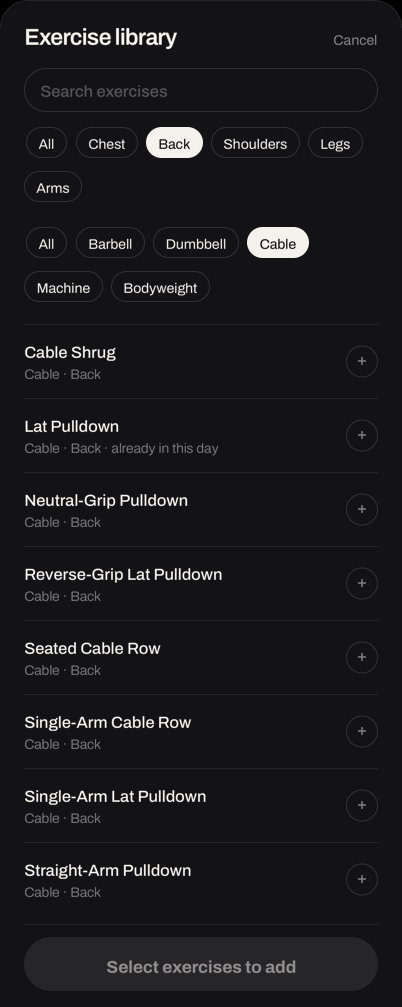 Exercise library
Cancel
Search exercises
All Chest Back Shoulders Legs
Arms
All Barbell Dumbbell Cable
Machine Bodyweight
Cable Shrug
Cable · Back
+
Lat Pulldown
Cable · Back · already in this day
+
Neutral-Grip Pulldown
Cable · Back
+
Reverse-Grip Lat Pulldown
Cable · Back
+
Seated Cable Row
Cable · Back
+
Single-Arm Cable Row
Cable · Back
+
Single-Arm Lat Pulldown
Cable · Back
+
Straight-Arm Pulldown
Cable · Back
+
Select exercises to add